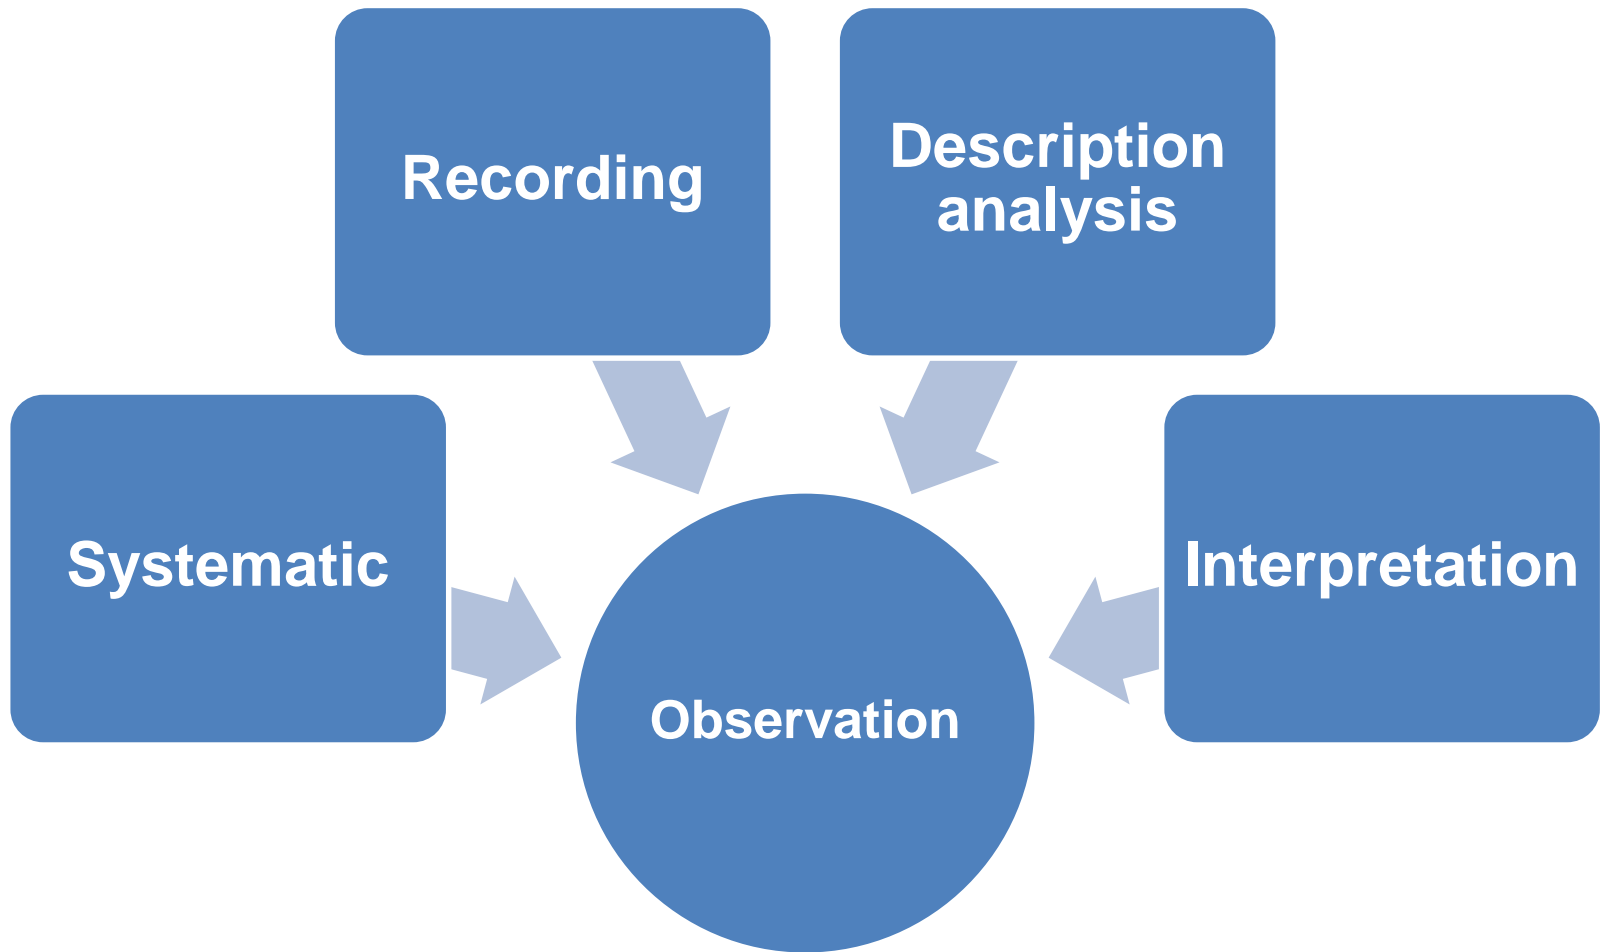 Recording
Description
analysis
Systematic
Interpretation
Observation